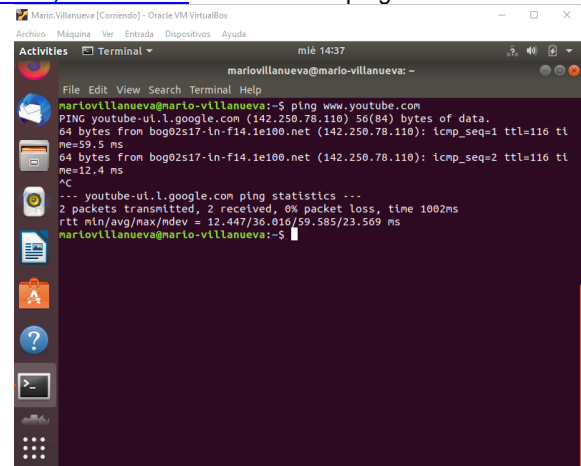 Mario.Villanueva [Corriendo] - Oracle VM VirtualBox
Archivo Máquina Ver Entrada Dispositivos Ayuda
Activities Terminal mié 14:37
mariovillanueva@mario-villanueva: ~
File Edit View Search Terminal Help
mariovillanueva@mario-villanueva:~$ ping www.youtube.com
PING youtube-ui.l.google.com (142.250.78.110) 56(84) bytes of data.
64 bytes from bog02s17-in-f14.1e100.net (142.250.78.110): icmp_seq=1 ttl=116 ti
me=59.5 ms
64 bytes from bog02s17-in-f14.1e100.net (142.250.78.110): icmp_seq=2 ttl=116 ti
me=12.4 ms
^C
--- youtube-ui.l.google.com ping statistics ---
2 packets transmitted, 2 received, 0% packet loss, time 1002ms
rtt min/avg/max/mdev = 12.447/36.016/59.585/23.569 ms
mariovillanueva@mario-villanueva:~$